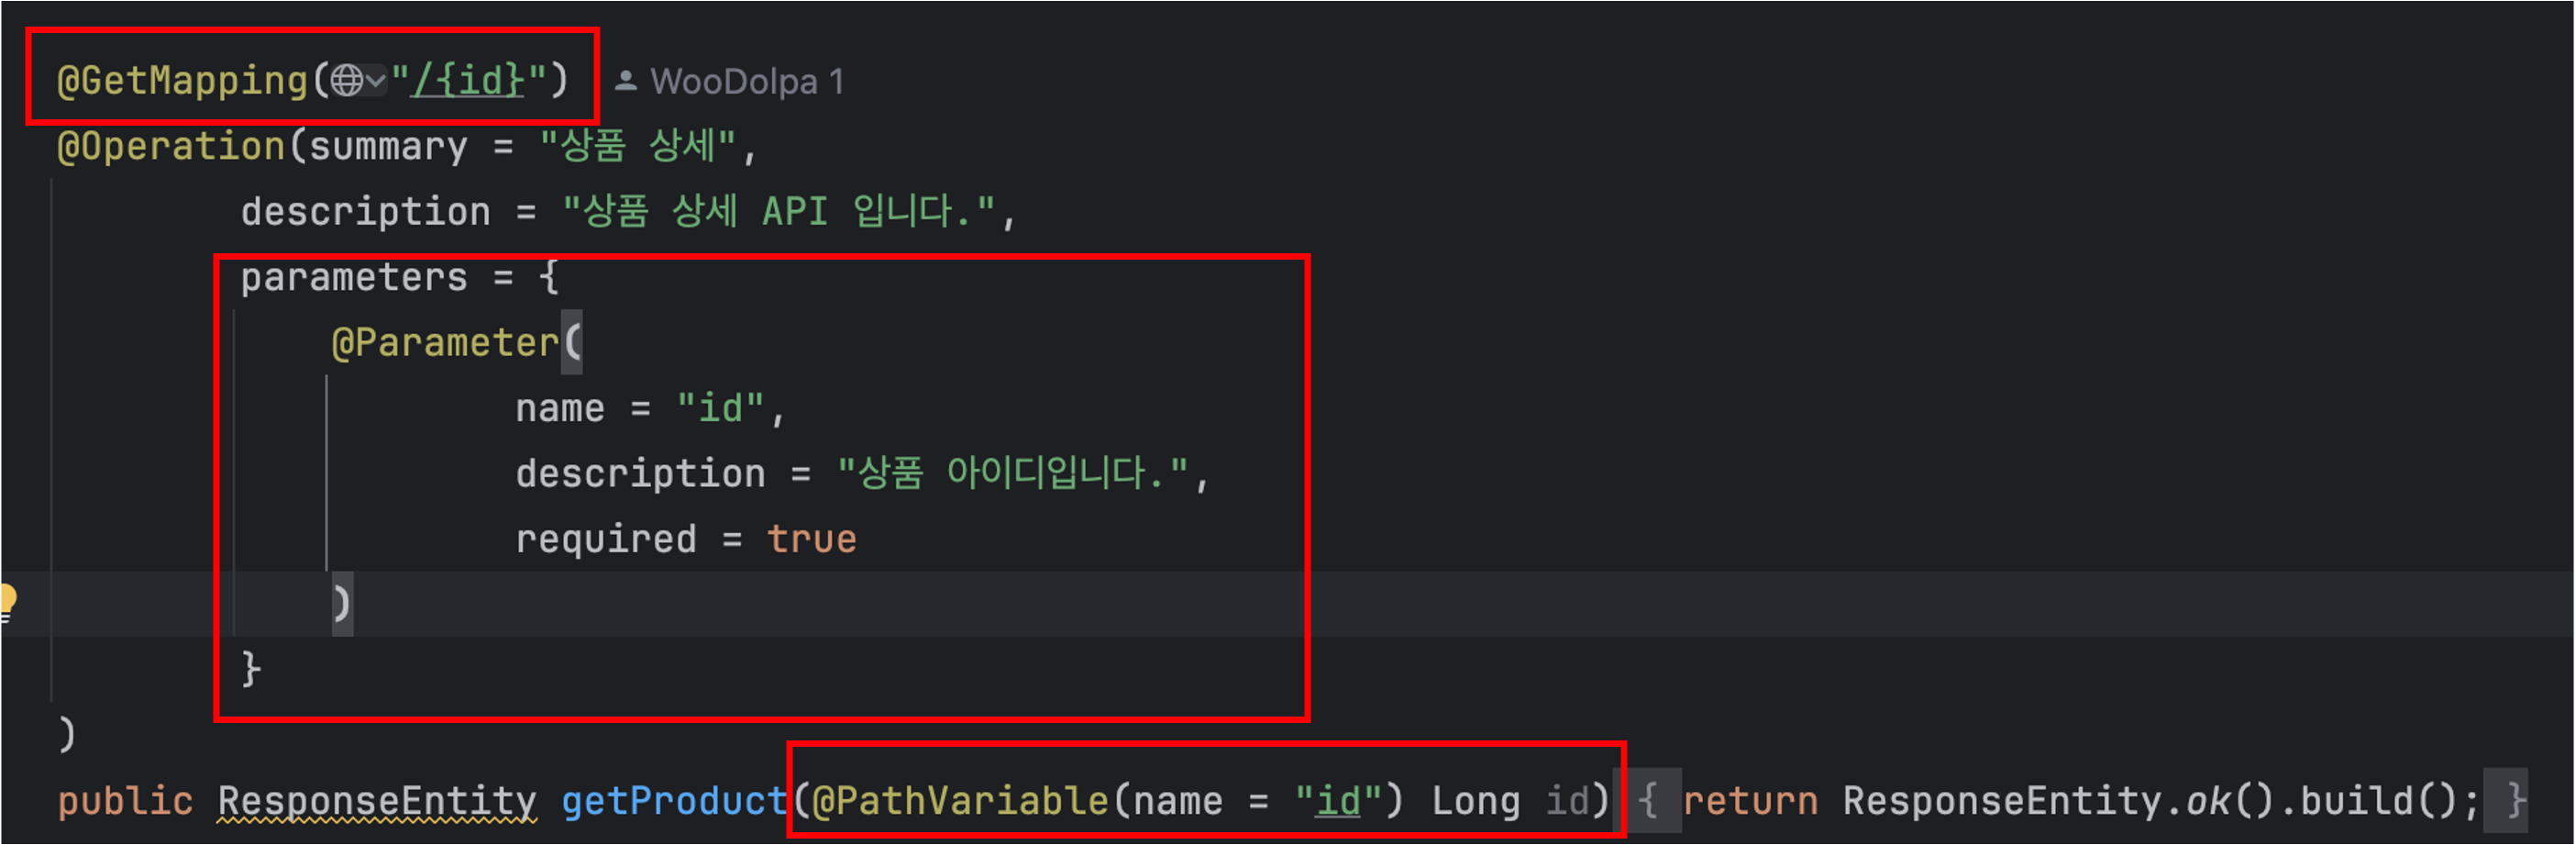 @GetMapping("/{id}") WooDolpa 1
@Operation(summary = "상품 상세",
description = "상품 상세 API 입니다.",
parameters = {
@Parameter(
name = "id",
description = "상품 아이디입니다.",
required = true
)
}
)
public ResponseEntity getProduct(@PathVariable(name = "id") Long id) { return ResponseEntity.ok().build(); }